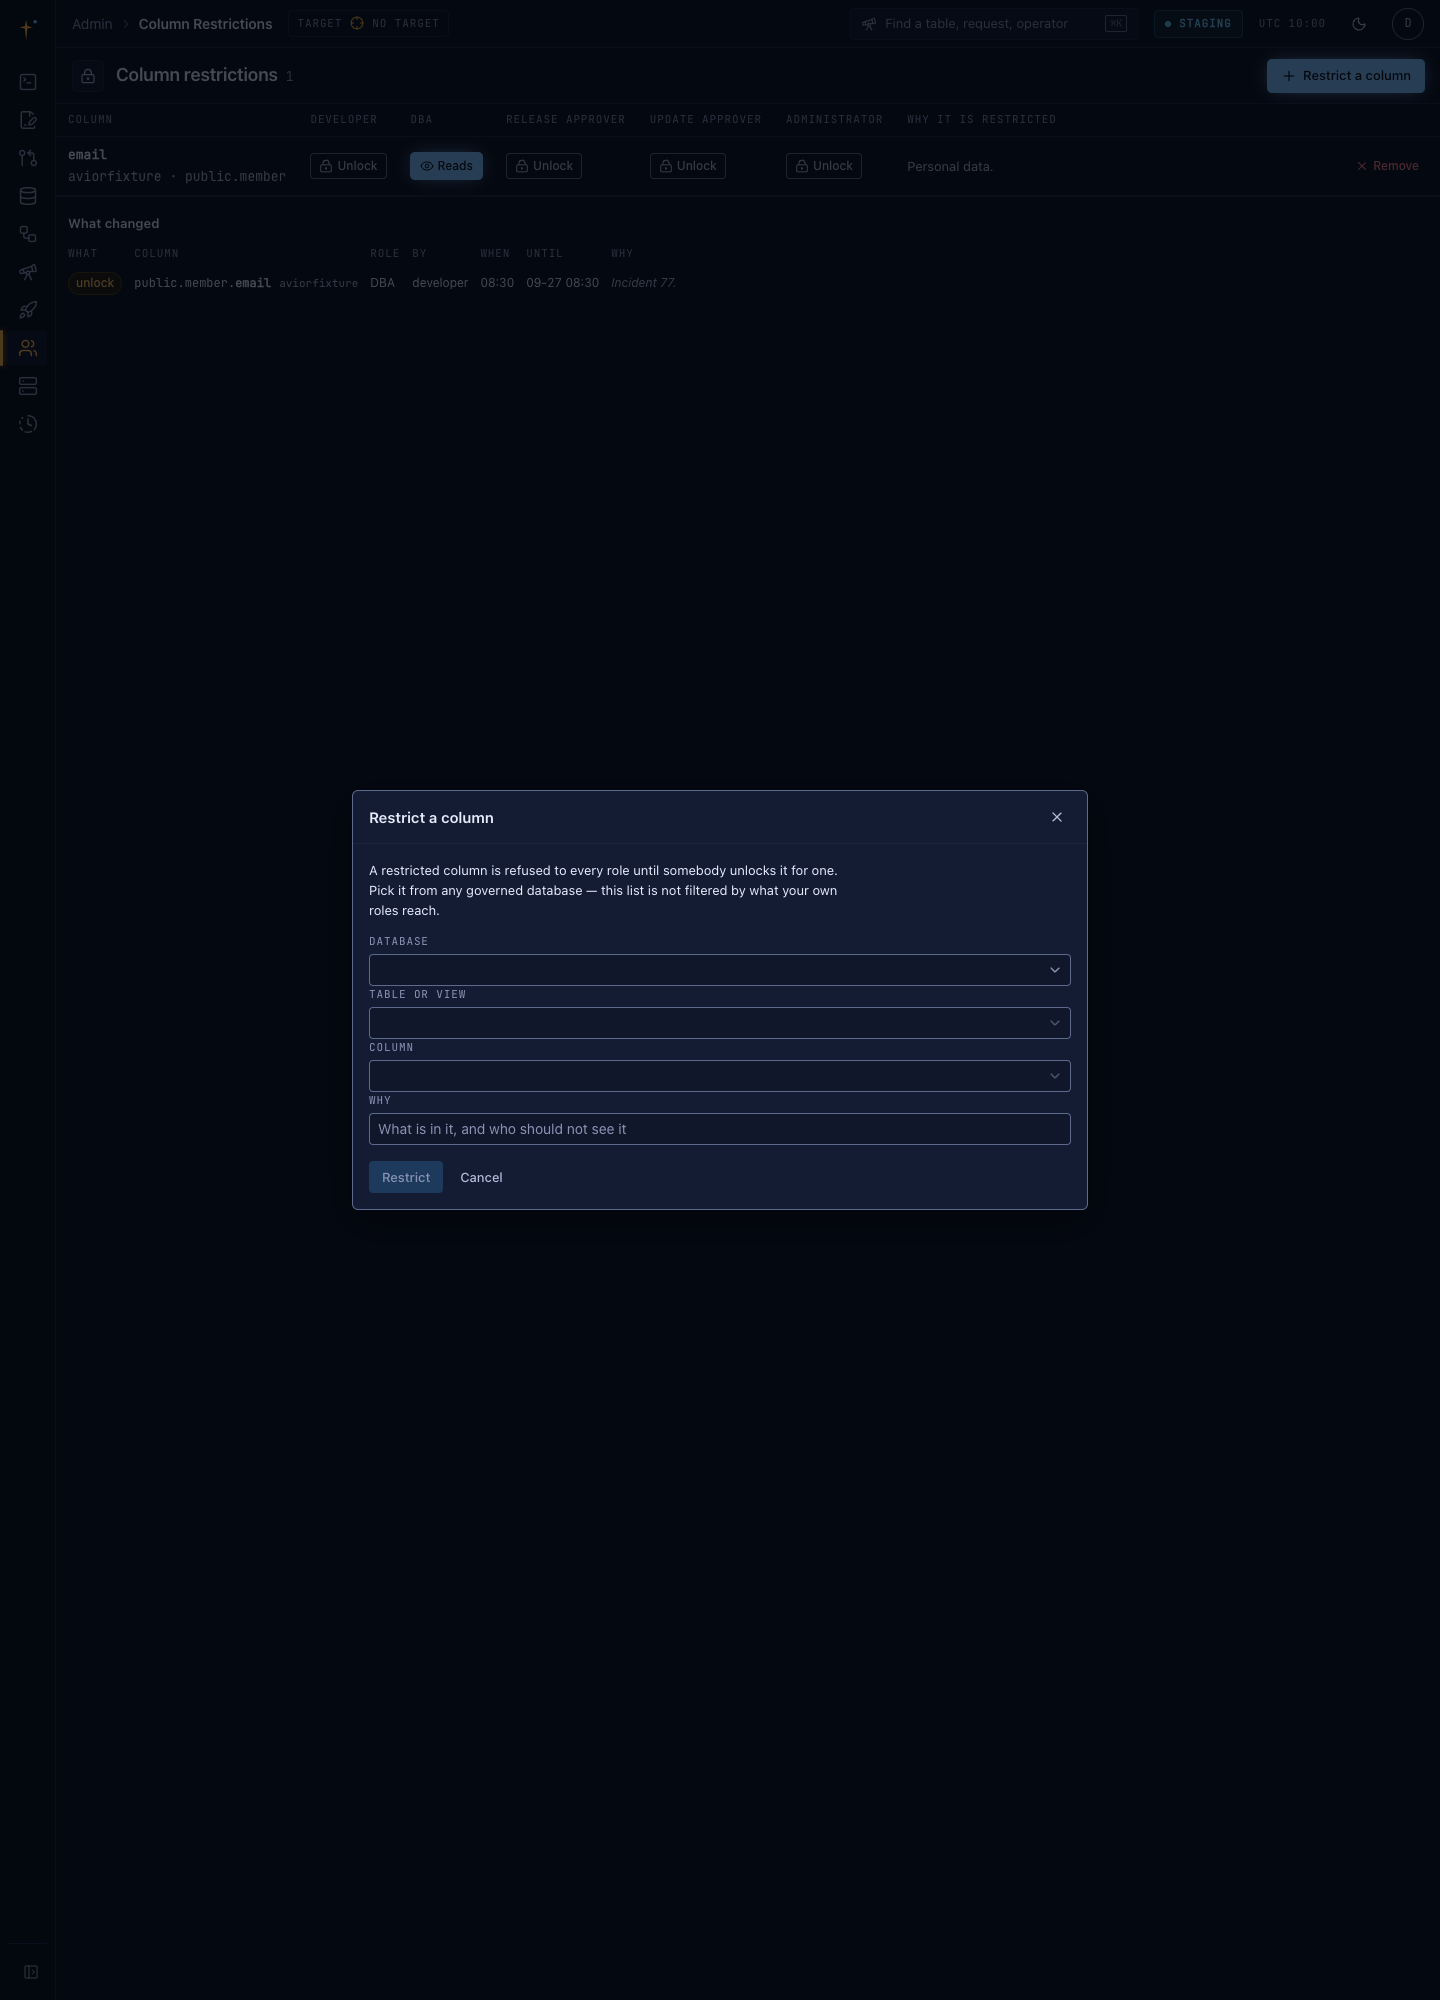 Admin > Column Restrictions TARGET NO TARGET Find a table, request, operator ⌘K STAGING UTC 10:00 D
Column restrictions 1 Restrict a column
COLUMN DEVELOPER DBA RELEASE APPROVER UPDATE APPROVER ADMINISTRATOR WHY IT IS RESTRICTED
email
aviorfixture · public.member Unlock Reads Unlock Unlock Unlock Personal data. Remove
What changed
WHAT COLUMN ROLE BY WHEN UNTIL WHY
unlock public.member.email aviorfixture DBA developer 08:30 09-27 08:30 Incident 77.
Restrict a column
A restricted column is refused to every role until somebody unlocks it for one.
Pick it from any governed database — this list is not filtered by what your own
roles reach.
DATABASE
TABLE OR VIEW
COLUMN
WHY
What is in it, and who should not see it
Restrict Cancel